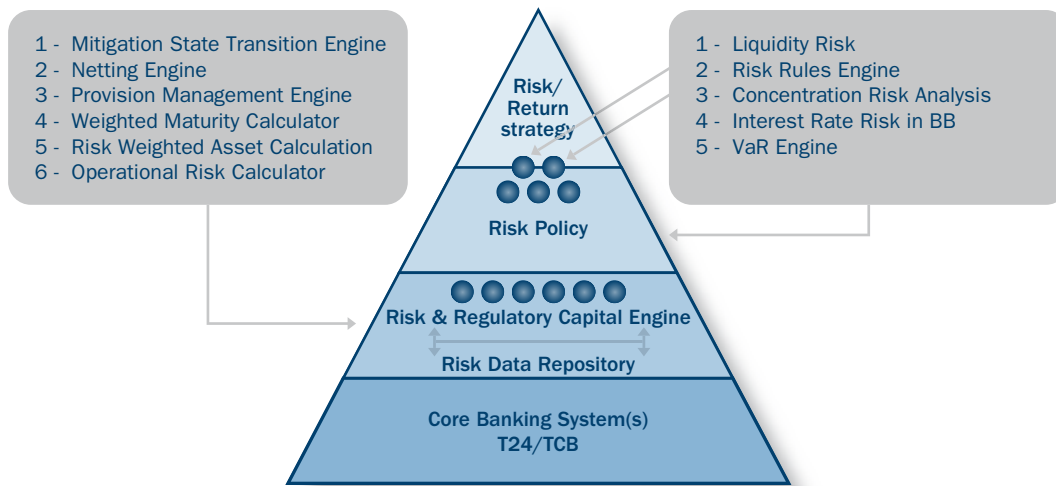 1 - Mitigation State Transition Engine
2 - Netting Engine
3 - Provision Management Engine
4 - Weighted Maturity Calculator
5 - Risk Weighted Asset Calculation
6 - Operational Risk Calculator
1 - Liquidity Risk
2 - Risk Rules Engine
3 - Concentration Risk Analysis
4 - Interest Rate Risk in BB
5 - VaR Engine
Risk/
Return
strategy
Risk Policy
Risk & Regulatory Capital Engine
Risk Data Repository
Core Banking System(s)
T24/TCB